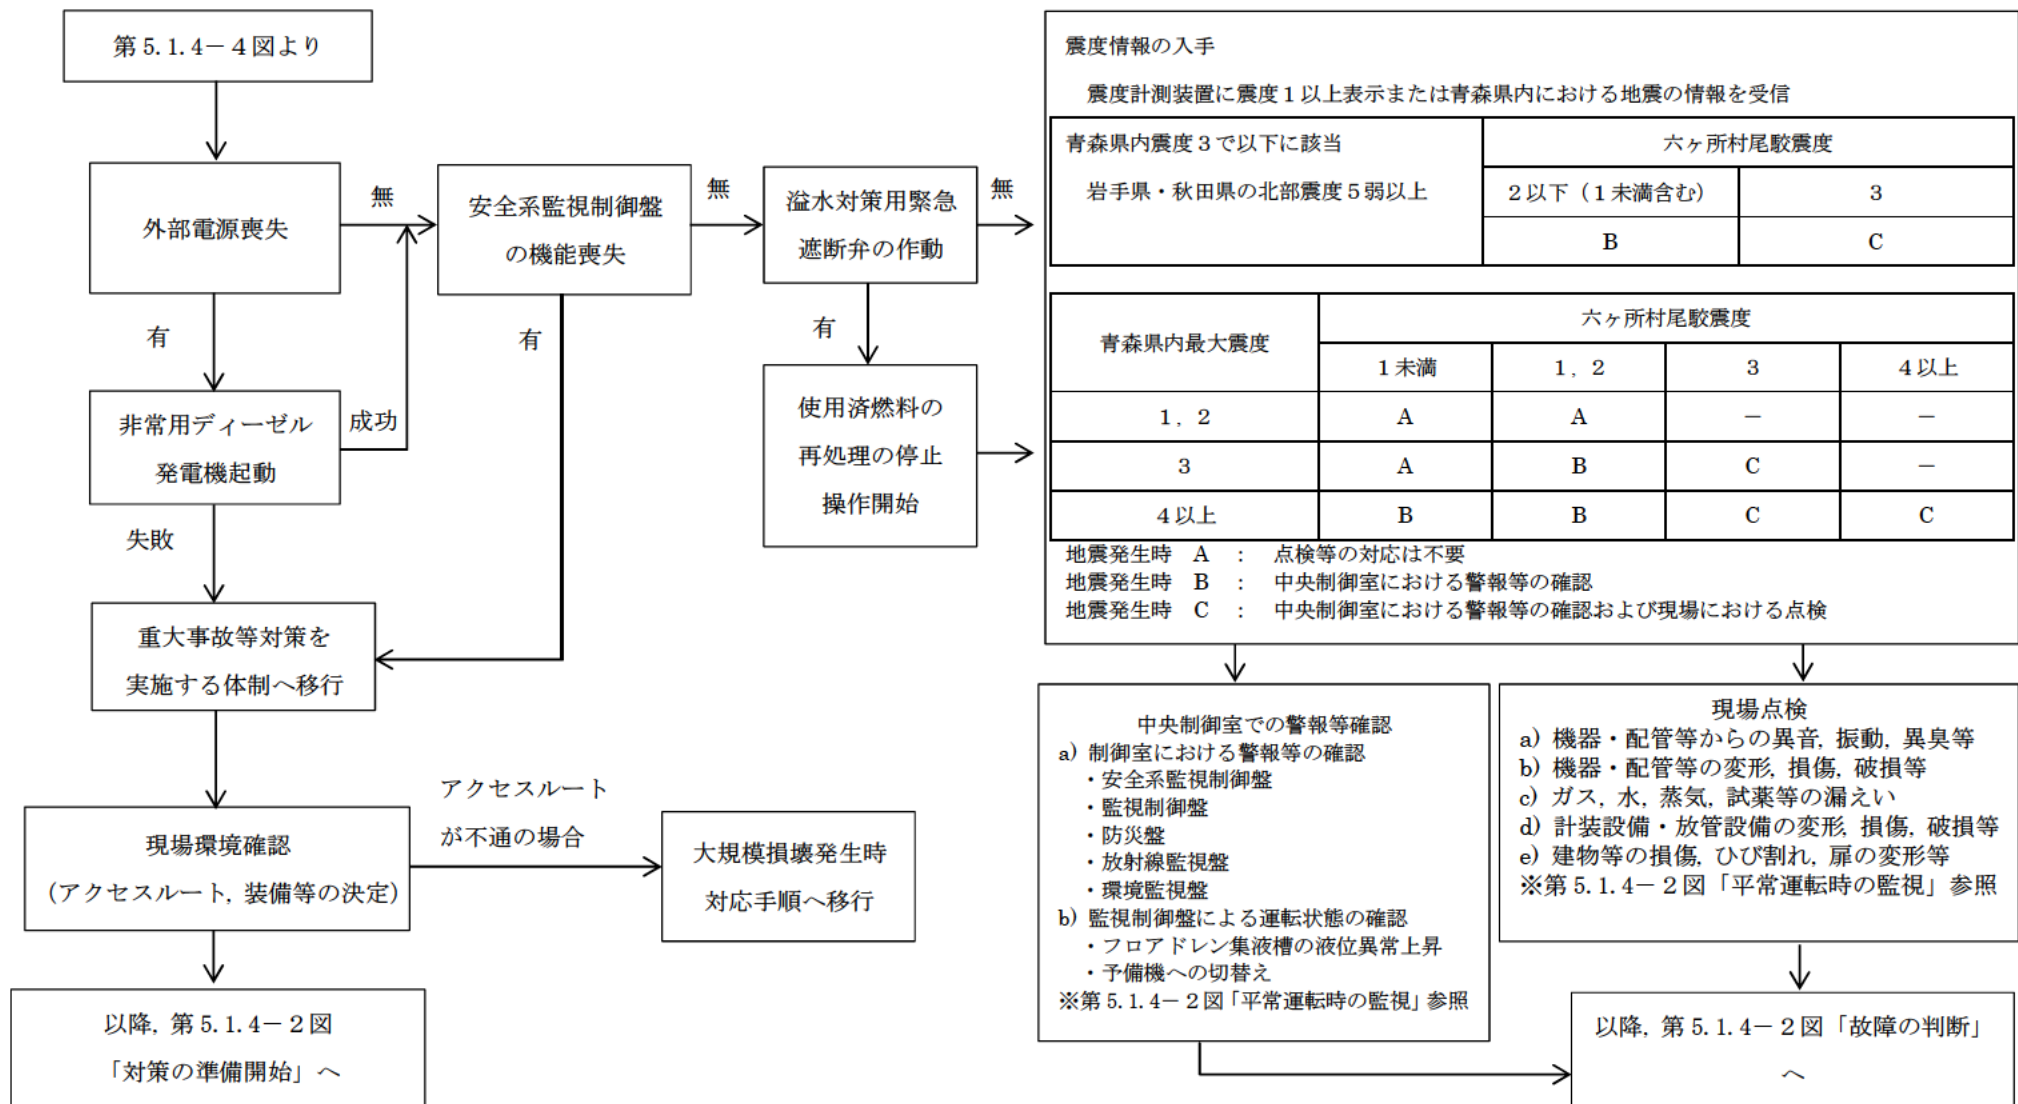 第 5.1.4－4 図より
外部電源喪失
無
有
非常用ディーゼル
発電機起動
成功
失敗
安全系監視制御盤
の機能喪失
無
有
溢水対策用緊急
遮断弁の作動
無
有
使用済燃料の
再処理の停止
操作開始
重大事故等対策を
実施する体制へ移行
現場環境確認
（アクセスルート, 装備等の決定）
アクセスルート
が不通の場合
大規模損壊発生時
対応手順へ移行
以降, 第 5.1.4－2 図
「対策の準備開始」へ
震度情報の入手
震度計測装置に震度１以上表示または青森県内における地震の情報を受信
青森県内震度３で以下に該当
岩手県・秋田県の北部震度５弱以上
六ヶ所村尾駮震度
２以下（１未満含む） 3
B C
青森県内最大震度
六ヶ所村尾駮震度
１未満 1, 2 3 ４以上
1, 2 A A － －
3 A B C －
４以上 B B C C
地震発生時 A ： 点検等の対応は不要
地震発生時 B ： 中央制御室における警報等の確認
地震発生時 C ： 中央制御室における警報等の確認および現場における点検
中央制御室での警報等確認
a) 制御室における警報等の確認
・安全系監視制御盤
・監視制御盤
・防災盤
・放射線監視盤
・環境監視盤
b) 監視制御盤による運転状態の確認
・フロアドレン集液槽の液位異常上昇
・予備機への切替え
※第 5.1.4－2 図「平常運転時の監視」参照
現場点検
a) 機器・配管等からの異音, 振動, 異臭等
b) 機器・配管等の変形, 損傷, 破損等
c) ガス, 水, 蒸気, 試薬等の漏えい
d) 計装設備・放管設備の変形, 損傷, 破損等
e) 建物等の損傷, ひび割れ, 扉の変形等
※第 5.1.4－2 図「平常運転時の監視」参照
以降, 第 5.1.4－2 図「故障の判断」
へ